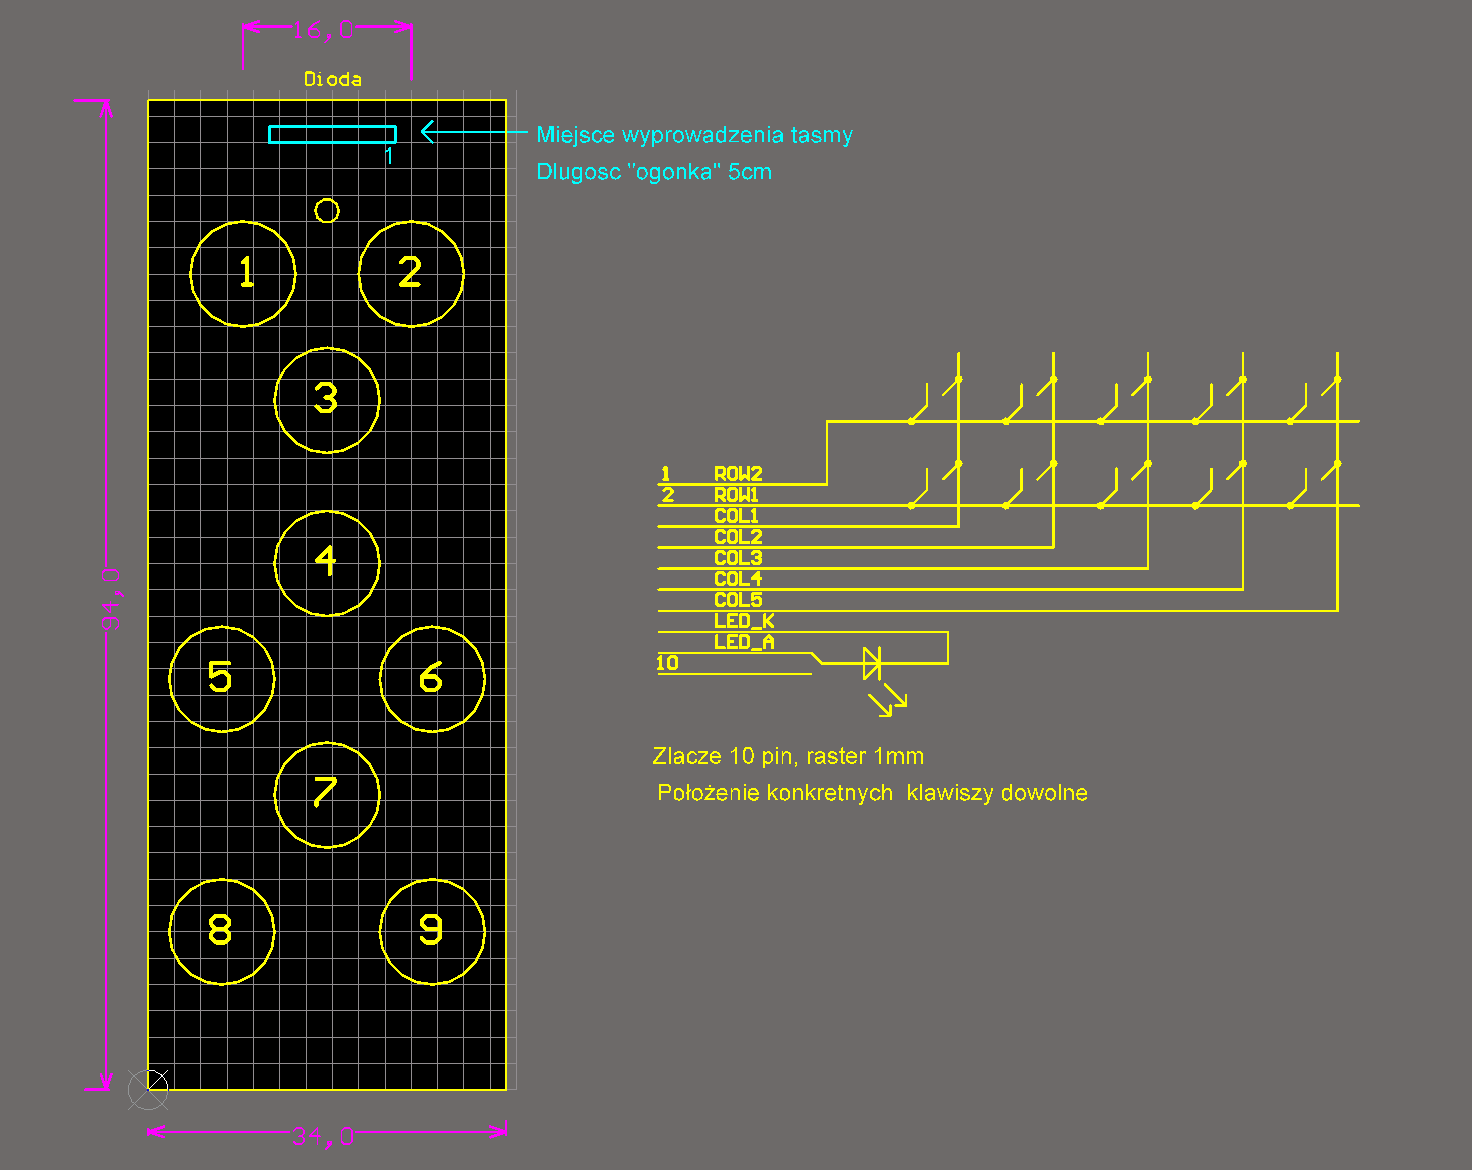 16,0
Dioda
Miejsce wyprowadzenia tasmy
1
Dlugosc "ogonka" 5cm
1
2
3
4
5
6
7
8
9
94,0
34,0
1 ROW2
2 ROW1
COL1
COL2
COL3
COL4
COL5
LED_K
LED_A
10
Zlacze 10 pin, raster 1mm
Położenie konkretnych klawiszy dowolne